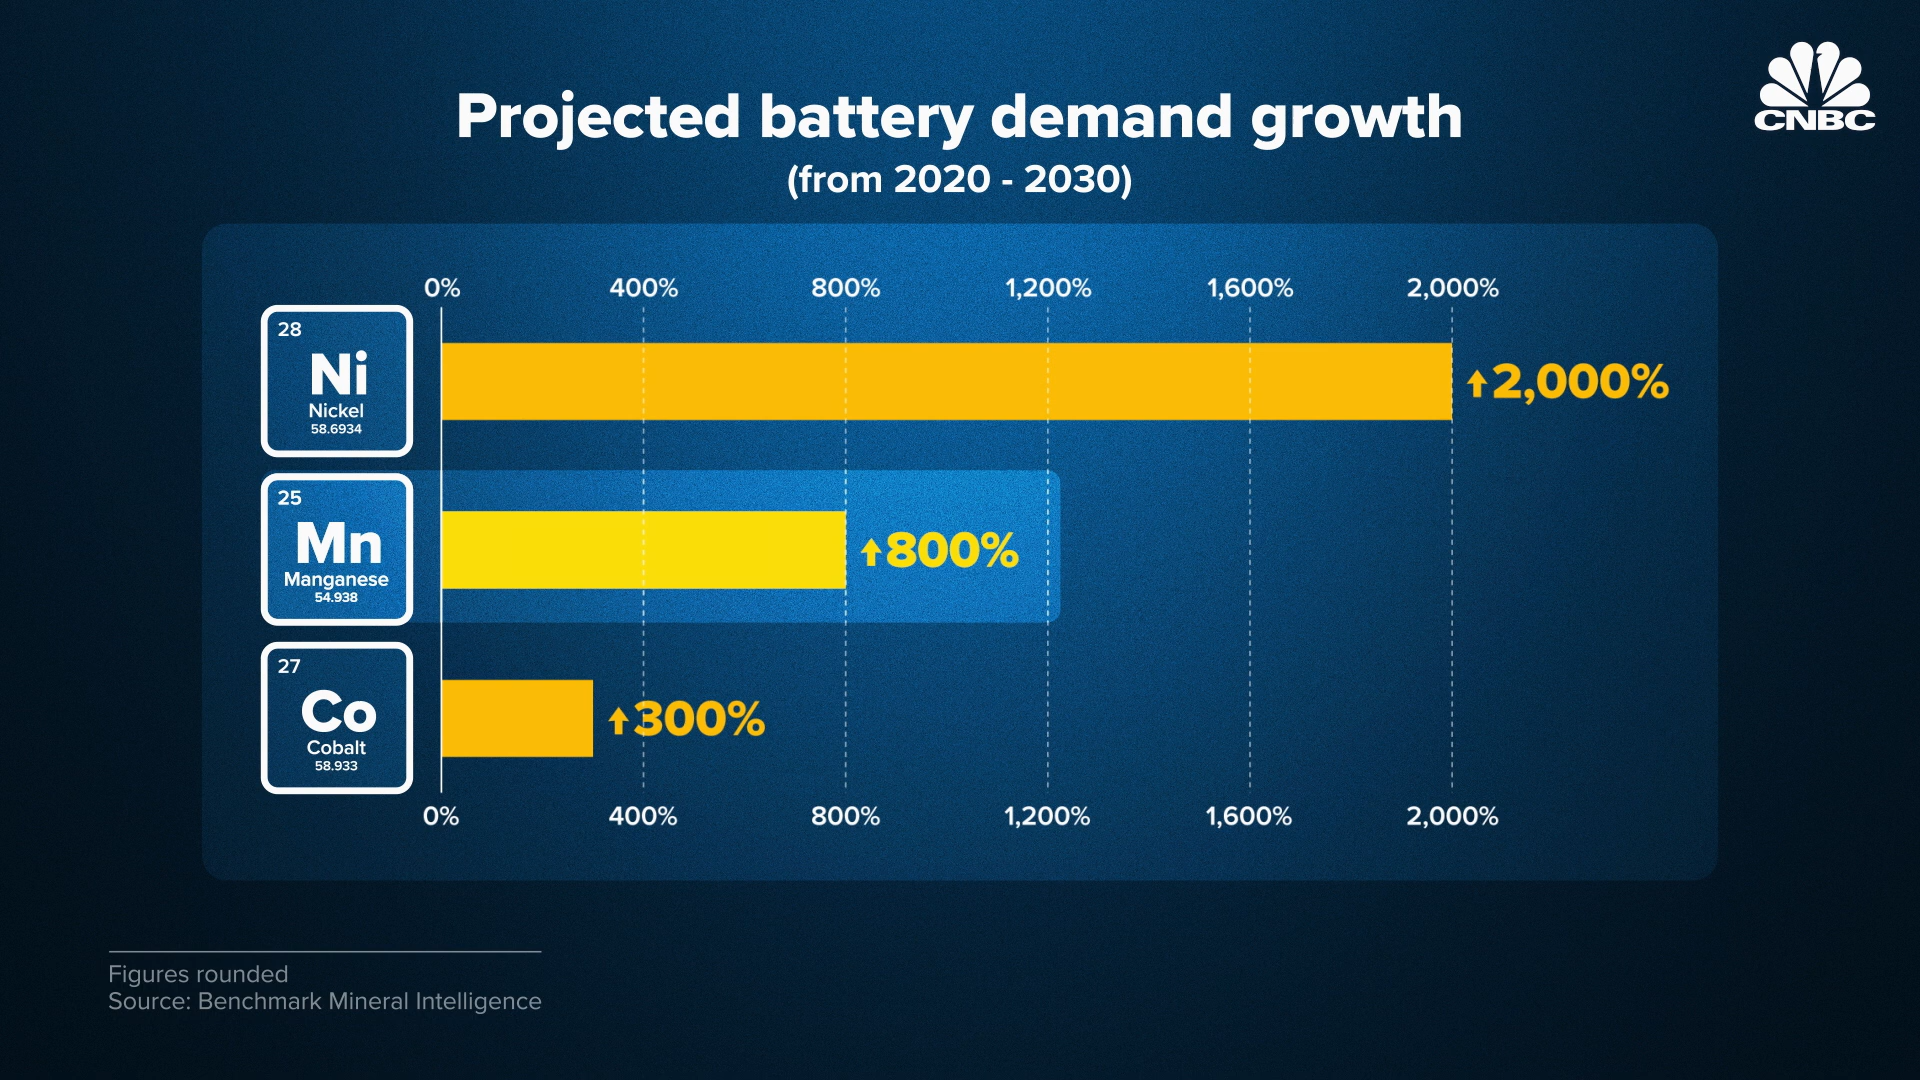 CNBC
Projected battery demand growth
(from 2020 - 2030)
0% 400% 800% 1,200% 1,600% 2,000%
28
Ni
Nickel
58.6934
↑2,000%
25
Mn
Manganese
54.938
↑800%
27
Co
Cobalt
58.933
↑300%
0% 400% 800% 1,200% 1,600% 2,000%
Figures rounded
Source: Benchmark Mineral Intelligence